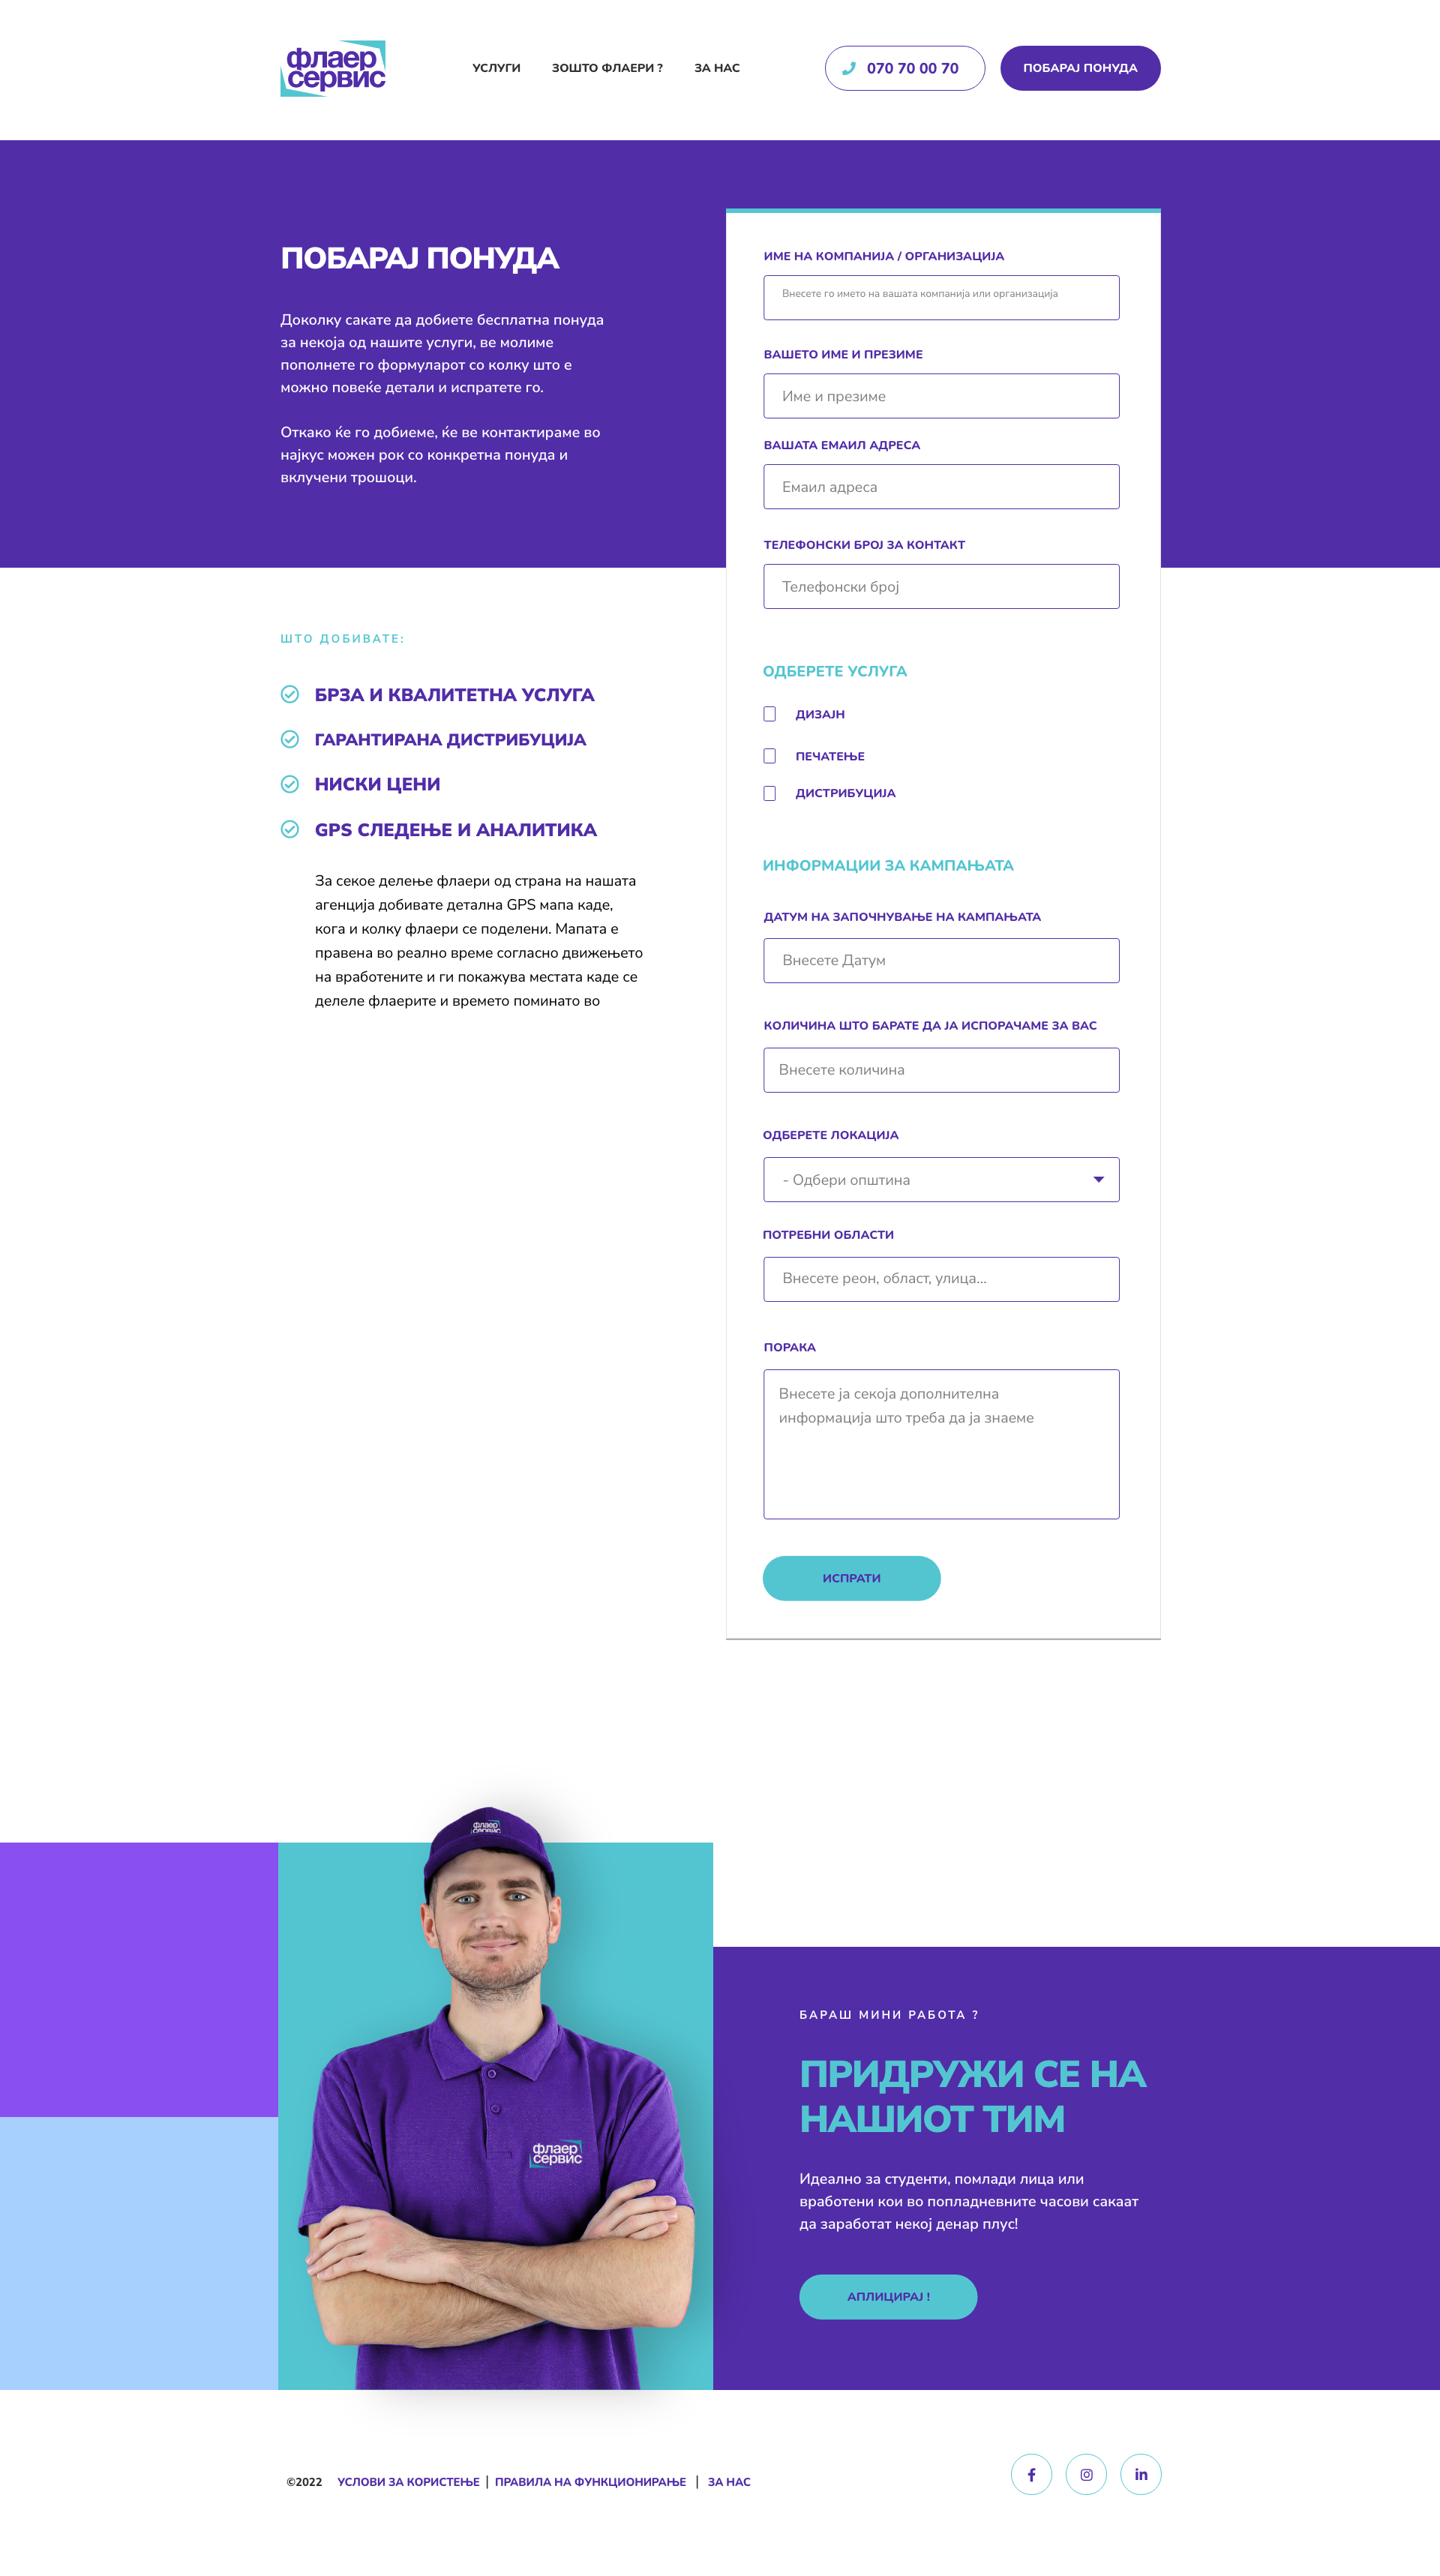 флаер
сервис
УСЛУГИ
ЗОШТО ФЛАЕРИ ?
ЗА НАС
070 70 00 70
ПОБАРАЈ ПОНУДА
ПОБАРАЈ ПОНУДА
Доколку сакате да добиете бесплатна понуда
за некоја од нашите услуги, ве молиме
пополнете го формуларот со колку што е
можно повеќе детали и испратете го.
Откако ќе го добиеме, ќе ве контактираме во
најкус можен рок со конкретна понуда и
вклучени трошоци.
ИМЕ НА КОМПАНИЈА / ОРГАНИЗАЦИЈА
Внесете го името на вашата компанија или организација
ВАШЕТО ИМЕ И ПРЕЗИМЕ
Име и презиме
ВАШАТА ЕМАИЛ АДРЕСА
Емаил адреса
ТЕЛЕФОНСКИ БРОЈ ЗА КОНТАКТ
Телефонски број
ШТО ДОБИВАТЕ:
БРЗА И КВАЛИТЕТНА УСЛУГА
ГАРАНТИРАНА ДИСТРИБУЦИЈА
НИСКИ ЦЕНИ
GPS СЛЕДЕЊЕ И АНАЛИТИКА
За секое делење флаери од страна на нашата
агенција добивате детална GPS мапа каде,
кога и колку флаери се поделени. Мапата е
правена во реално време согласно движењето
на вработените и ги покажува местата каде се
делеле флаерите и времето поминато во
ОДБЕРЕТЕ УСЛУГА
ДИЗАЈН
ПЕЧАТЕЊЕ
ДИСТРИБУЦИЈА
ИНФОРМАЦИИ ЗА КАМПАЊАТА
ДАТУМ НА ЗАПОЧНУВАЊЕ НА КАМПАЊАТА
Внесете Датум
КОЛИЧИНА ШТО БАРАТЕ ДА ЈА ИСПОРАЧАМЕ ЗА ВАС
Внесете количина
ОДБЕРЕТЕ ЛОКАЦИЈА
- Одбери општина
ПОТРЕБНИ ОБЛАСТИ
Внесете реон, област, улица...
ПОРАКА
Внесете ја секоја дополнителна
информација што треба да ја знаеме
ИСПРАТИ
флаер
сервис
флаер
сервис
БАРАШ МИНИ РАБОТА ?
ПРИДРУЖИ СЕ НА
НАШИОТ ТИМ
Идеално за студенти, помлади лица или
вработени кои во попладневните часови сакаат
да заработат некој денар плус!
АПЛИЦИРАЈ !
©2022
УСЛОВИ ЗА КОРИСТЕЊЕ | ПРАВИЛА НА ФУНКЦИОНИРАЊЕ | ЗА НАС